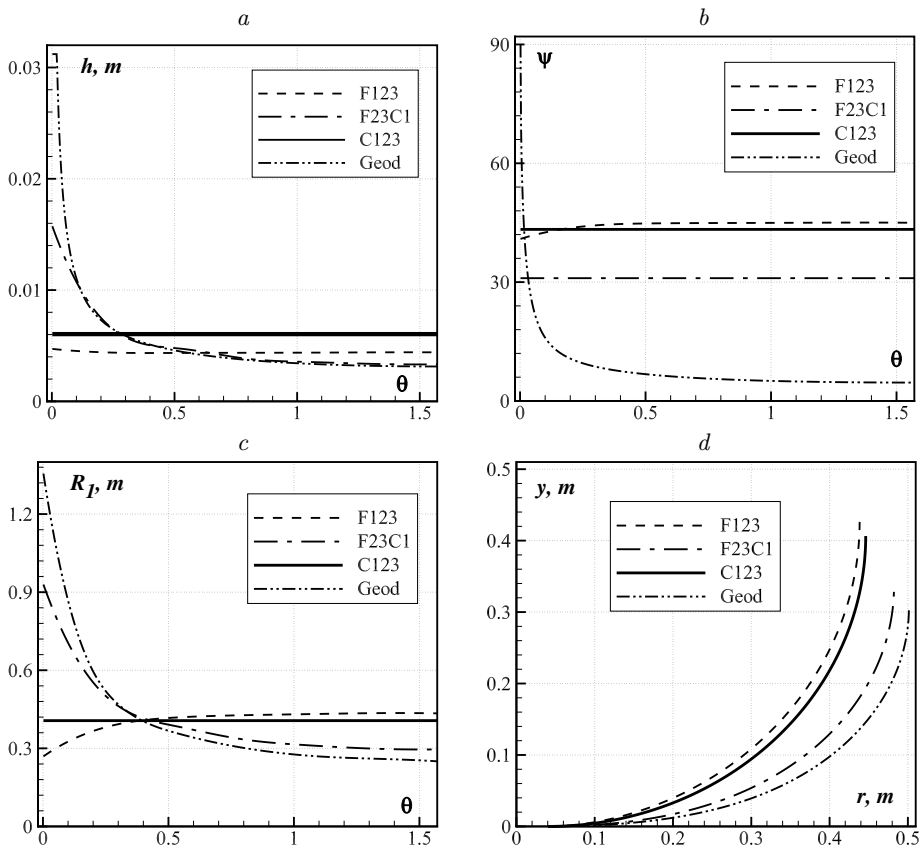 a
h, m
F123
F23C1
C123
Geod
0.03
0.02
0.01
0
θ
0 0.5 1 1.5
b
ψ
F123
F23C1
C123
Geod
90
60
30
0
θ
0 0.5 1 1.5
c
R1, m
F123
F23C1
C123
Geod
1.2
0.9
0.6
0.3
0
θ
0 0.5 1 1.5
d
y, m
F123
F23C1
C123
Geod
0.5
0.4
0.3
0.2
0.1
0
r, m
0 0.1 0.2 0.3 0.4 0.5